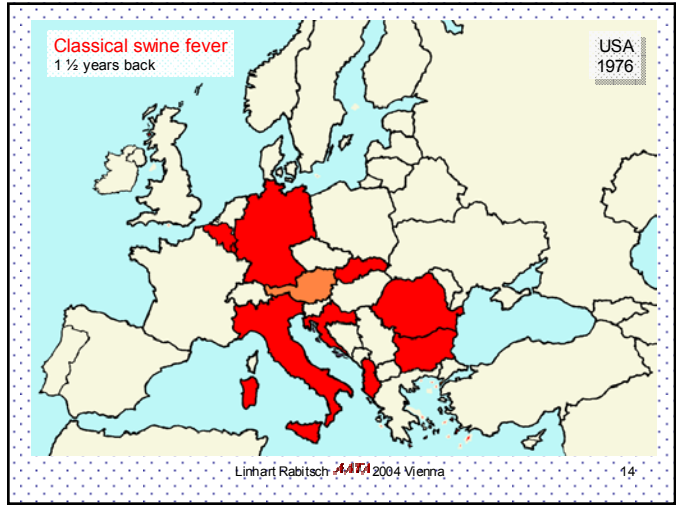 Classical swine fever
1 ½ years back
USA
1976
Linhart Rabitsch 2004 Vienna
14